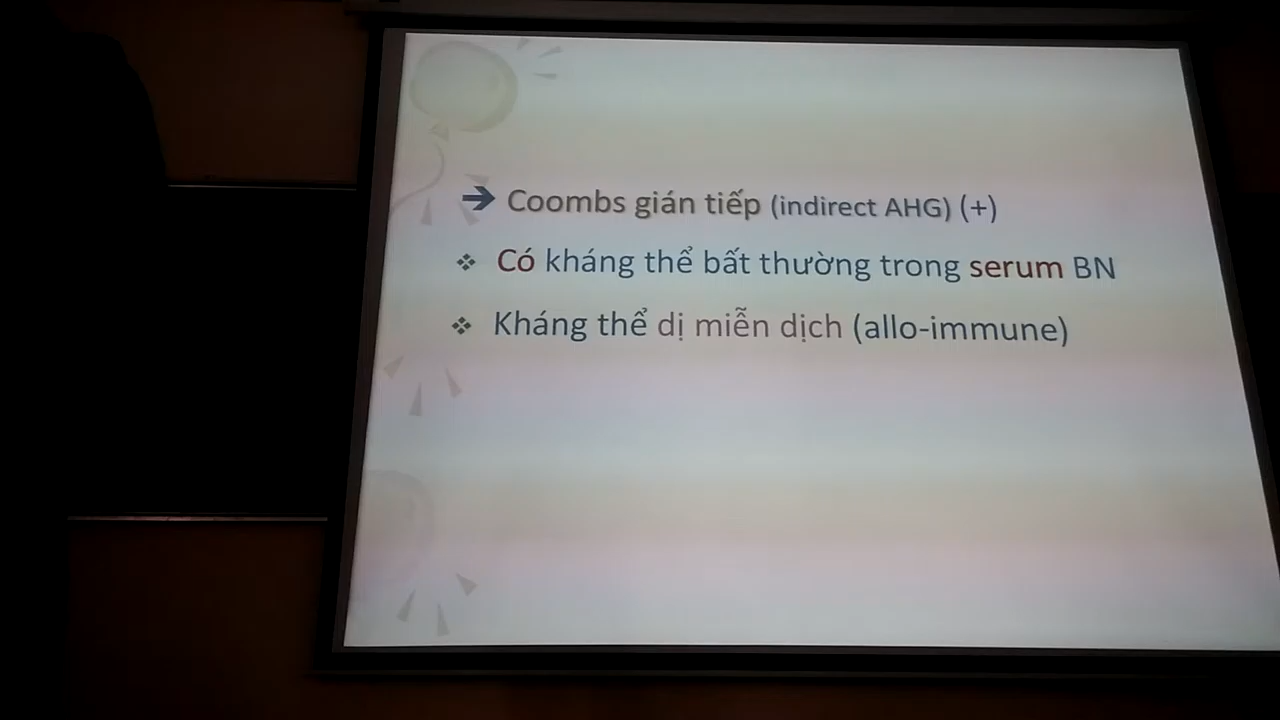 ➔ Coombs gián tiếp (indirect AHG) (+)
❖ Có kháng thể bất thường trong serum BN
❖ Kháng thể dị miễn dịch (allo-immune)